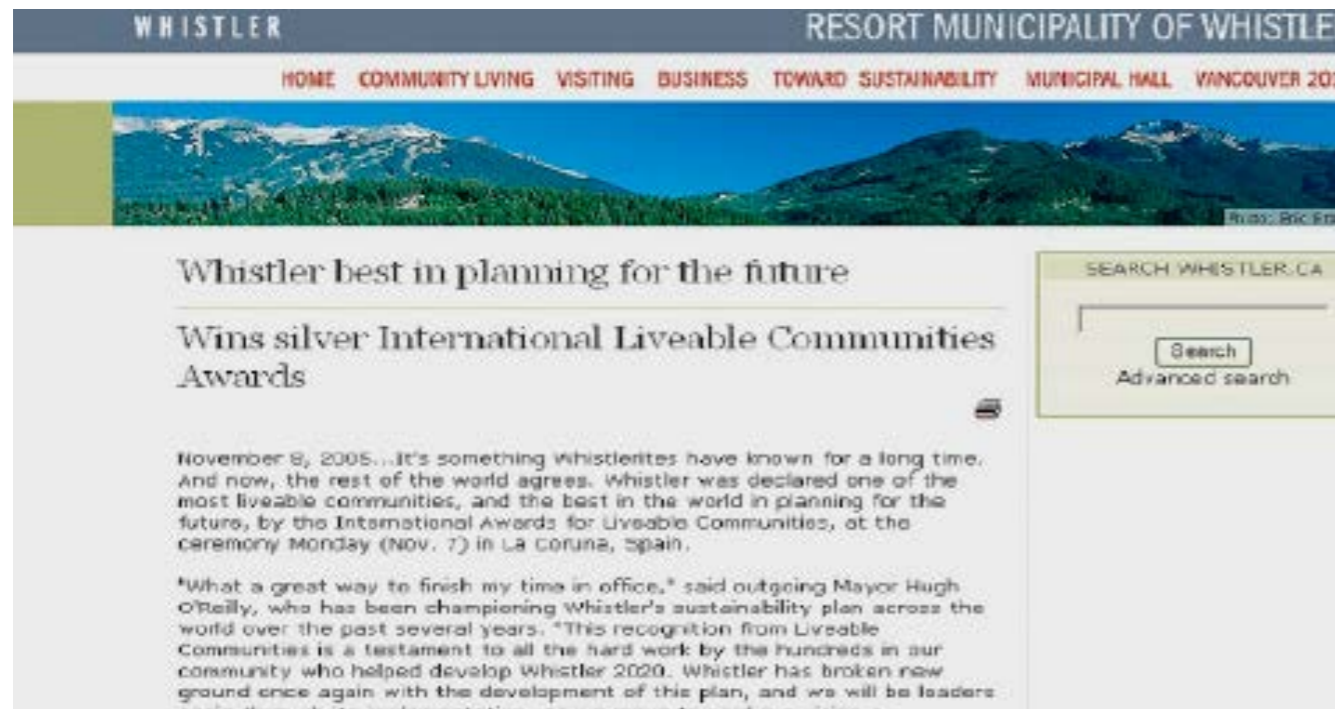 WHISTLER
RESORT MUNICIPALITY OF WHISTLE
HOME COMMUNITY LIVING VISITING BUSINESS TOWARD SUSTAINABILITY MUNICIPAL HALL VANCOUVER 20
Photo: Eric
Whistler best in planning for the future
SEARCH WHISTLER.CA
Wins silver International Liveable Communities
Awards
Search
Advanced search
November 8, 2005...It's something Whistlerites have known for a long time.
And now, the rest of the world agrees. Whistler was declared one of the
most liveable communities, and the best in the world in planning for the
future, by the International Awards for Liveable Communities, at the
ceremony Monday (Nov. 7) in La Coruna, Spain.
"What a great way to finish my time in office," said outgoing Mayor Hugh
O'Reilly, who has been championing Whistler's sustainability plan across the
world over the past several years. "This recognition from Liveable
Communities is a testament to all the hard work by the hundreds in our
community who helped develop Whistler 2020. Whistler has broken new
ground once again with the development of this plan, and we will be leaders